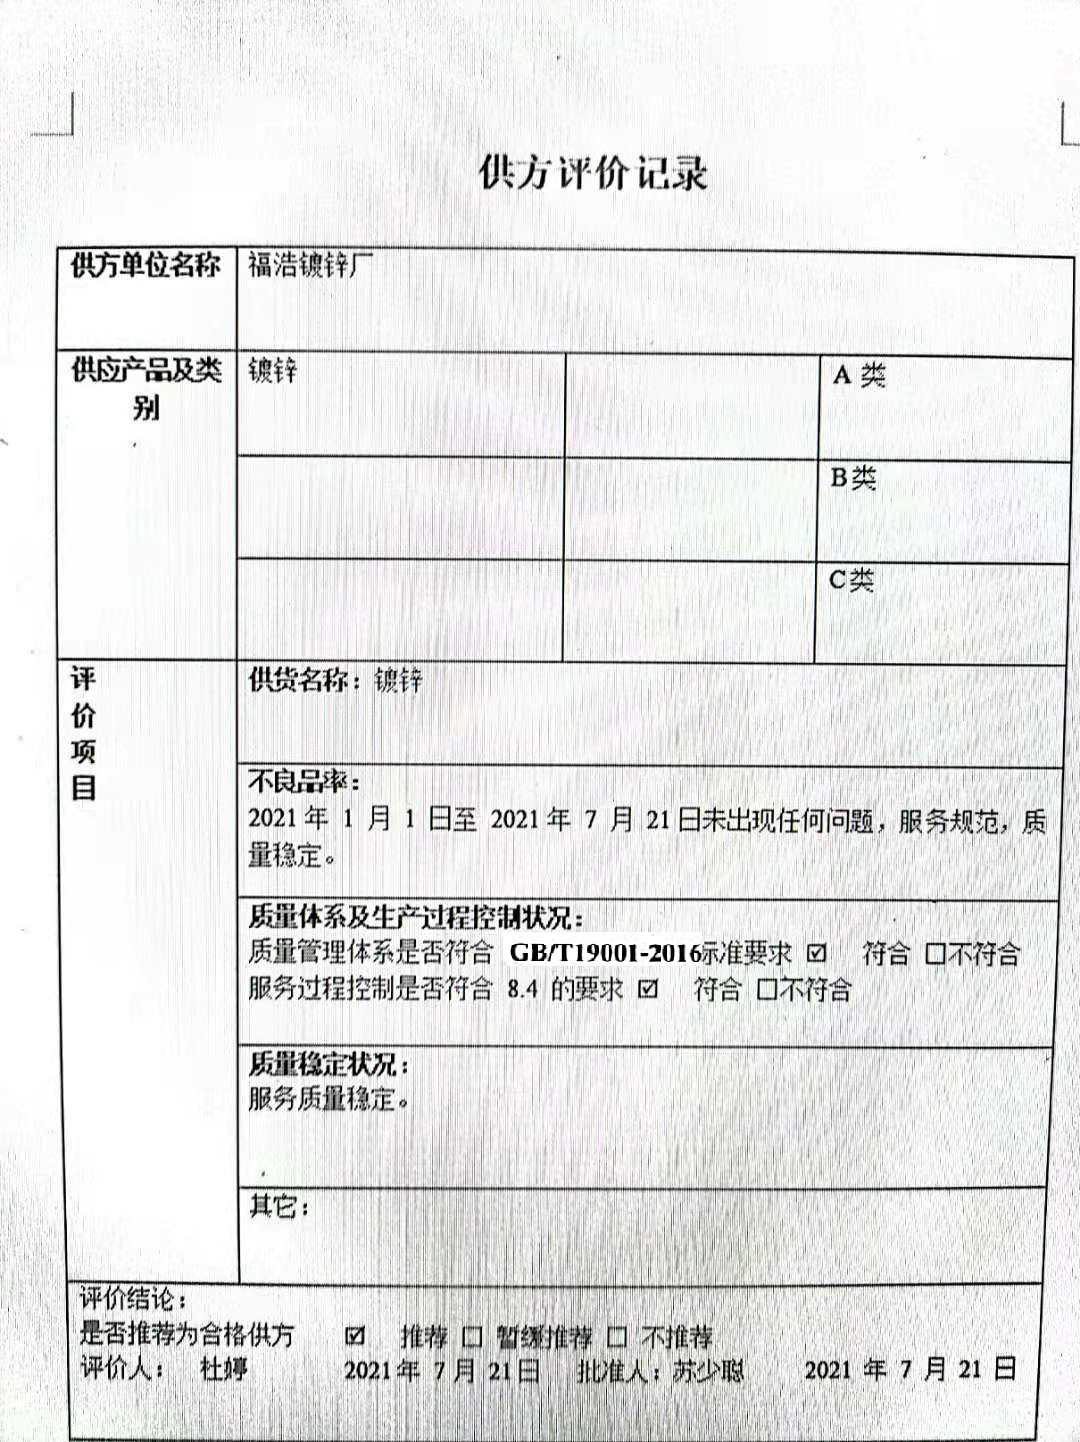 供方评价记录
供方单位名称 福浩镀锌厂
供应产品及类别 镀锌 A 类
B类
C类
评价项目
供货名称：镀锌
不良品率：
2021 年 1 月 1 日至 2021 年 7 月 21 日未出现任何问题，服务规范，质
量稳定。
质量体系及生产过程控制状况：
质量管理体系是否符合 GB/T19001-2016标准要求 ☑ 符合 □不符合
服务过程控制是否符合 8.4 的要求 ☑ 符合 □不符合
质量稳定状况：
服务质量稳定。
其它：
评价结论：
是否推荐为合格供方 ☑ 推荐 □ 暂缓推荐 □ 不推荐
评价人： 杜婷 2021 年 7 月 21 日 批准人：苏少聪 2021 年 7 月 21 日